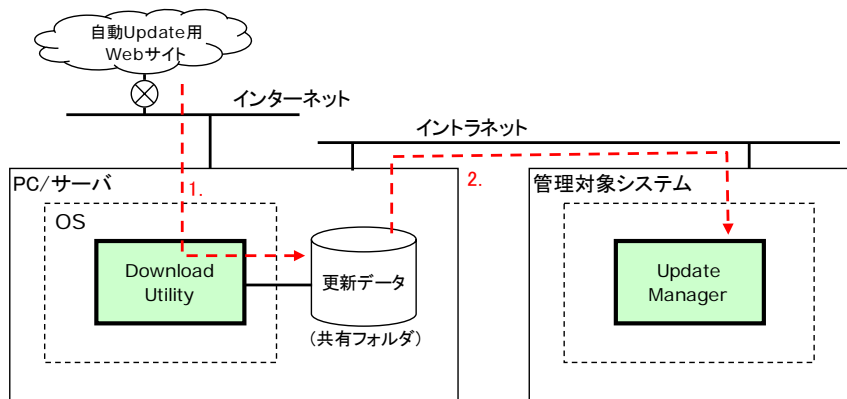 自動Update用
Webサイト
インターネット
イントラネット
PC/サーバ
1.
2.
管理対象システム
OS
Download
Utility
更新データ
(共有フォルダ)
Update
Manager